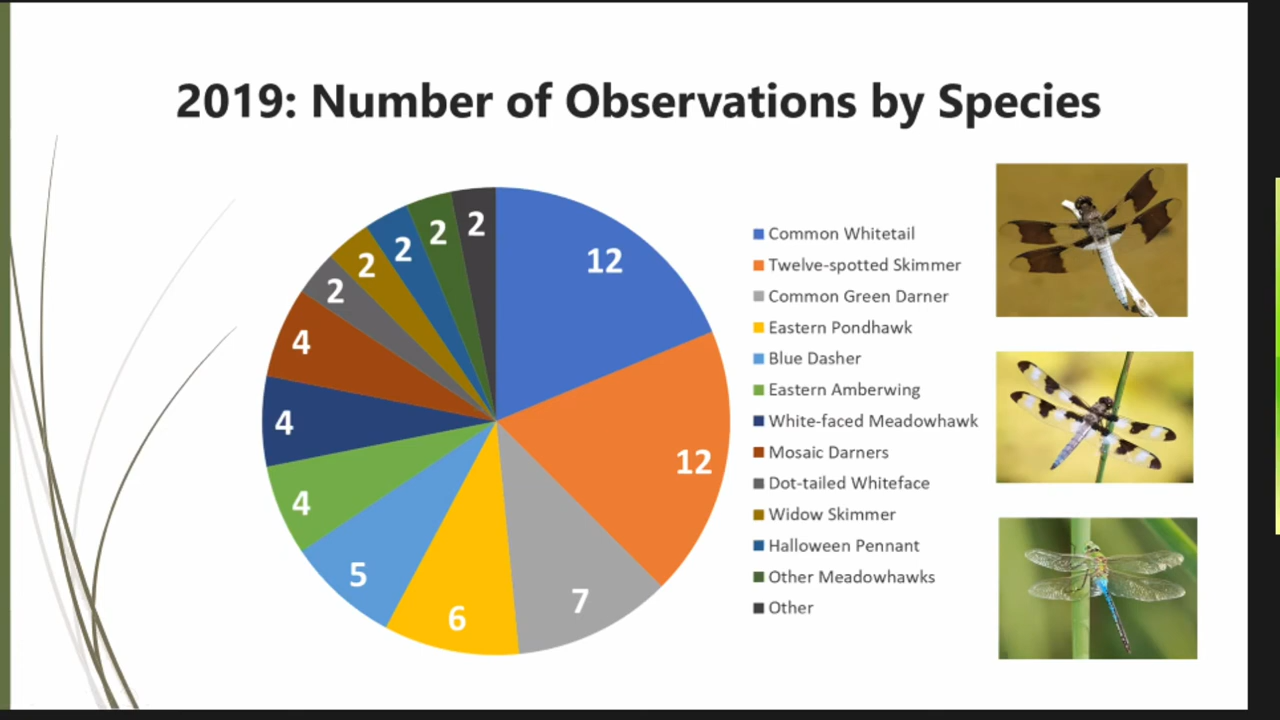 2019: Number of Observations by Species
12
12
7
6
5
4
4
4
2
2
2
2
2
Common Whitetail
Twelve-spotted Skimmer
Common Green Darner
Eastern Pondhawk
Blue Dasher
Eastern Amberwing
White-faced Meadowhawk
Mosaic Darners
Dot-tailed Whiteface
Widow Skimmer
Halloween Pennant
Other Meadowhawks
Other